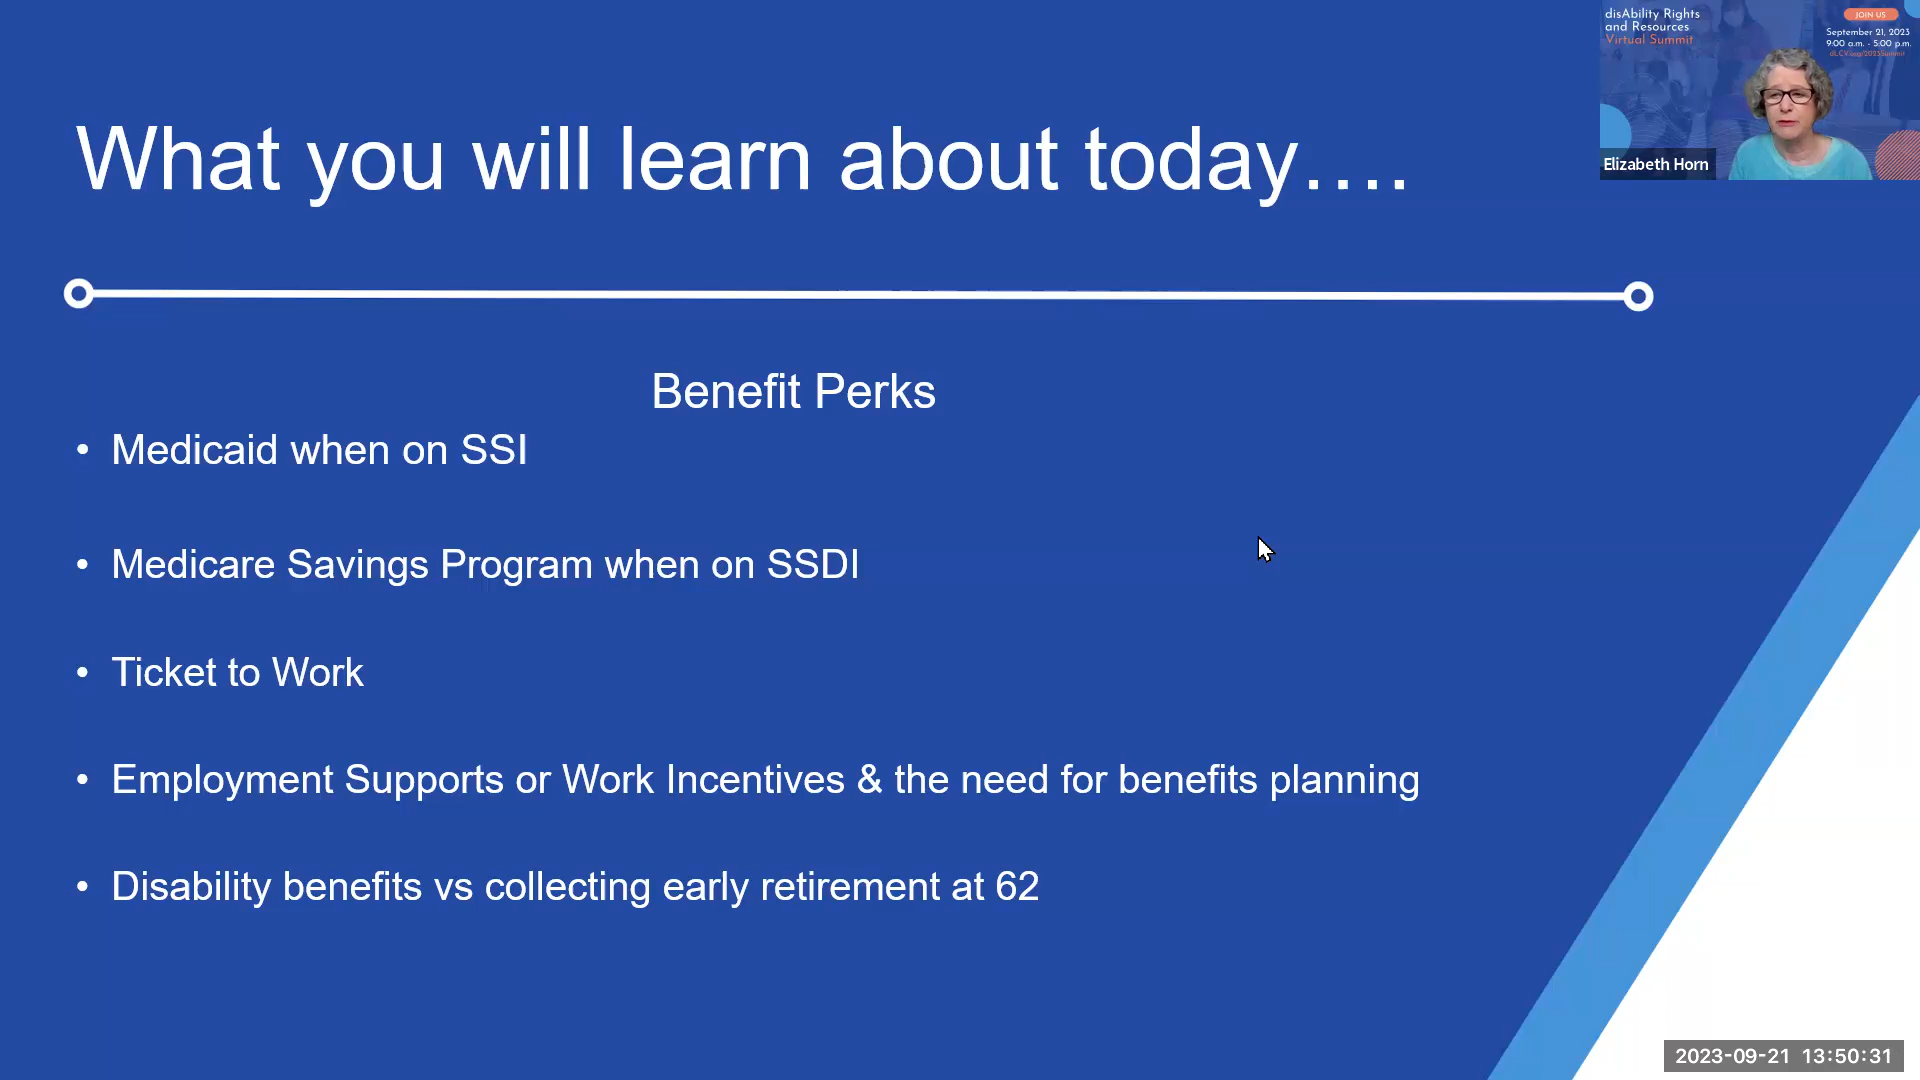 disAbility Rights
and Resources
Virtual Summit
JOIN US
September 21, 2023
9:00 a.m. - 5:00 p.m.
dLCV.org/2023Summit
Elizabeth Horn
What you will learn about today….
Benefit Perks
• Medicaid when on SSI
• Medicare Savings Program when on SSDI
• Ticket to Work
• Employment Supports or Work Incentives & the need for benefits planning
• Disability benefits vs collecting early retirement at 62
2023-09-21 13:50:31